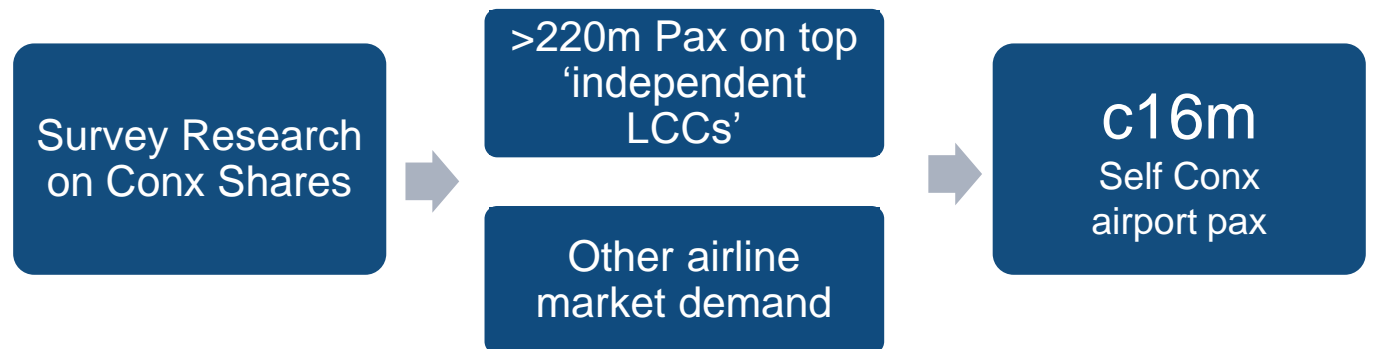 Survey Research
on Conx Shares
>220m Pax on top
‘independent
LCCs’
Other airline
market demand
c16m
Self Conx
airport pax